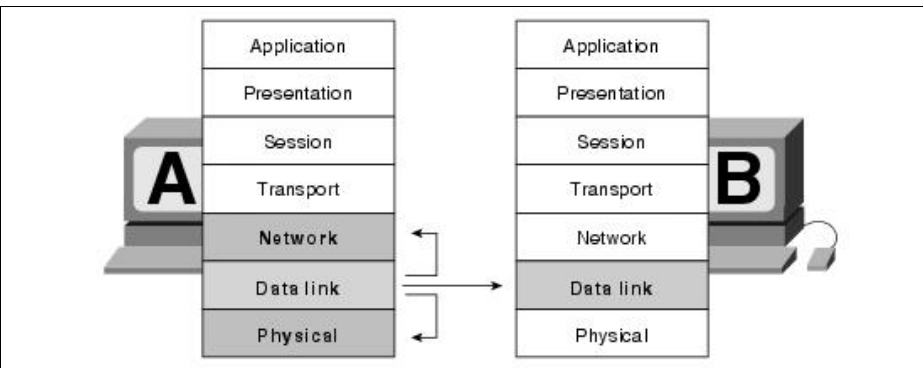 Application
Presentation
Session
Transport
Network
Data link
Physical
A
Application
Presentation
Session
Transport
Network
Data link
Physical
B